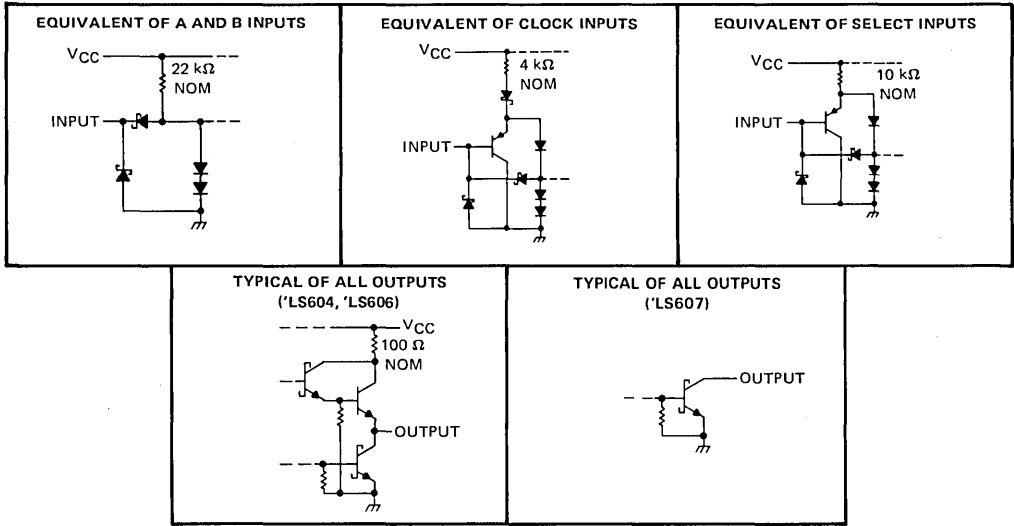 EQUIVALENT OF A AND B INPUTS
VCC
22 kΩ
NOM
INPUT
EQUIVALENT OF CLOCK INPUTS
VCC
4 kΩ
NOM
INPUT
EQUIVALENT OF SELECT INPUTS
VCC
10 kΩ
NOM
INPUT
TYPICAL OF ALL OUTPUTS
('LS604, 'LS606)
VCC
100 Ω
NOM
OUTPUT
TYPICAL OF ALL OUTPUTS
('LS607)
OUTPUT